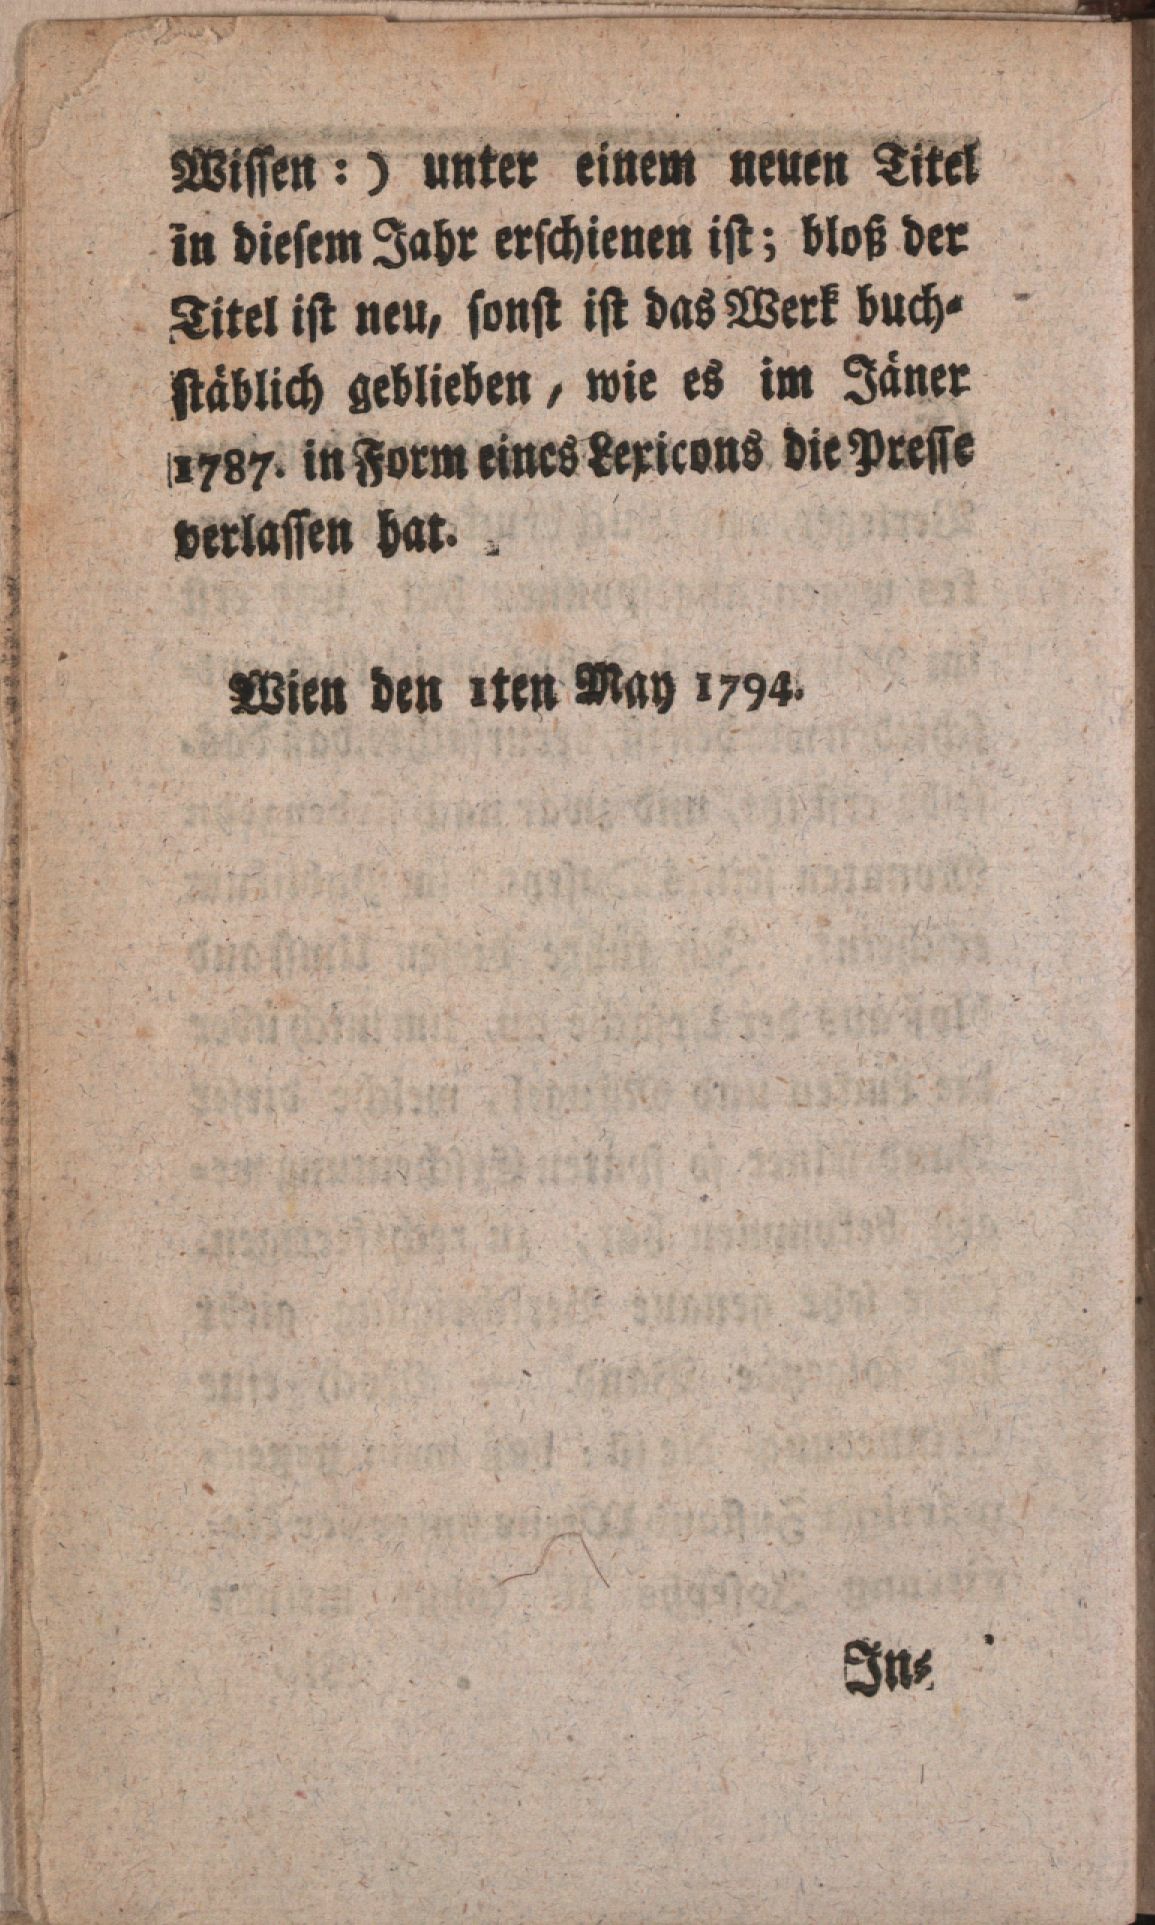 Wissen:) unter einem neuen Titel
in diesem Jahr erschienen ist; bloß der
Titel ist neu, sonst ist das Werk buch-
stäblich geblieben, wie es im Jäner
1787. in Form eines Lexicons die Presse
verlassen hat.
Wien den 1ten May 1794.
In-